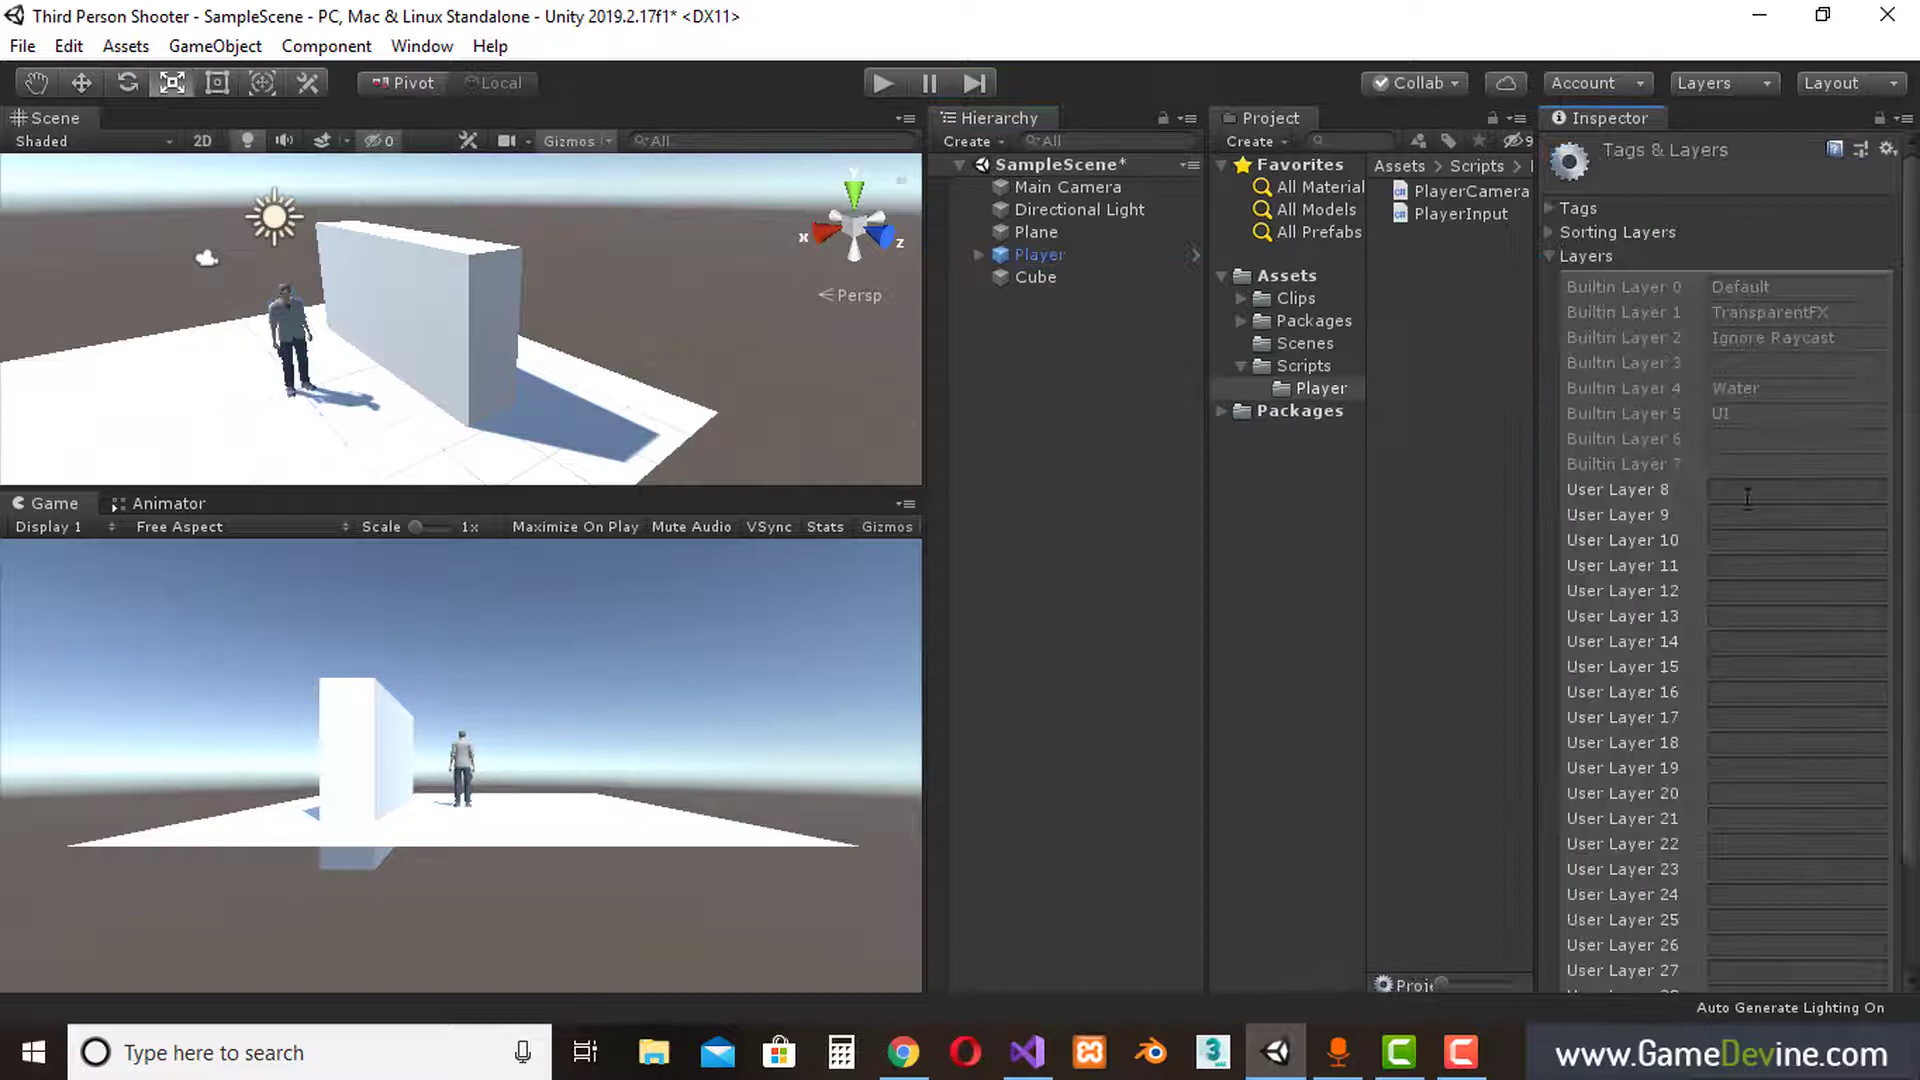 Third Person Shooter - SampleScene - PC, Mac & Linux Standalone - Unity 2019.2.17f1* <DX11>
File Edit Assets GameObject Component Window Help
Pivot Local Collab Account Layers Layout
Scene
Shaded 2D 0 Gizmos All
x z
Persp
Game Animator
Display 1 Free Aspect Scale 1x Maximize On Play Mute Audio VSync Stats Gizmos
Hierarchy
Create All
SampleScene*
Main Camera
Directional Light
Plane
Player
Cube
Project
Create 9
Favorites
All Material
All Models
All Prefabs
Assets
Clips
Packages
Scenes
Scripts
Player
Packages
Assets > Scripts >
PlayerCamera
PlayerInput
Proje
Inspector
Tags & Layers
Tags
Sorting Layers
Layers
Builtin Layer 0 Default
Builtin Layer 1 TransparentFX
Builtin Layer 2 Ignore Raycast
Builtin Layer 3
Builtin Layer 4 Water
Builtin Layer 5 UI
Builtin Layer 6
Builtin Layer 7
User Layer 8
User Layer 9
User Layer 10
User Layer 11
User Layer 12
User Layer 13
User Layer 14
User Layer 15
User Layer 16
User Layer 17
User Layer 18
User Layer 19
User Layer 20
User Layer 21
User Layer 22
User Layer 23
User Layer 24
User Layer 25
User Layer 26
User Layer 27
Auto Generate Lighting On
Type here to search
www.GameDevine.com